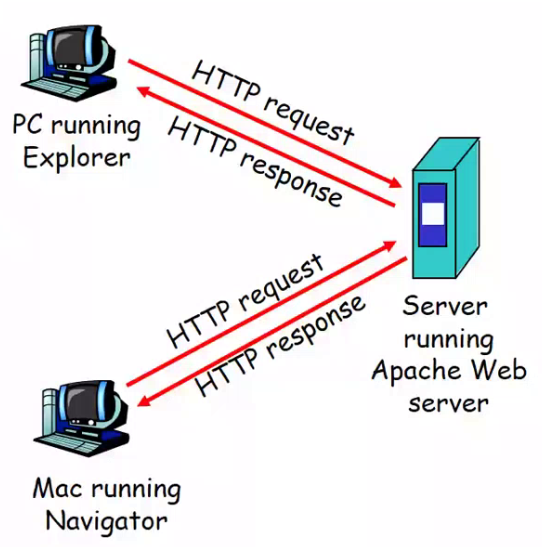 HTTP request
PC running
Explorer
HTTP response
HTTP request
HTTP response
Server
running
Apache Web
server
Mac running
Navigator